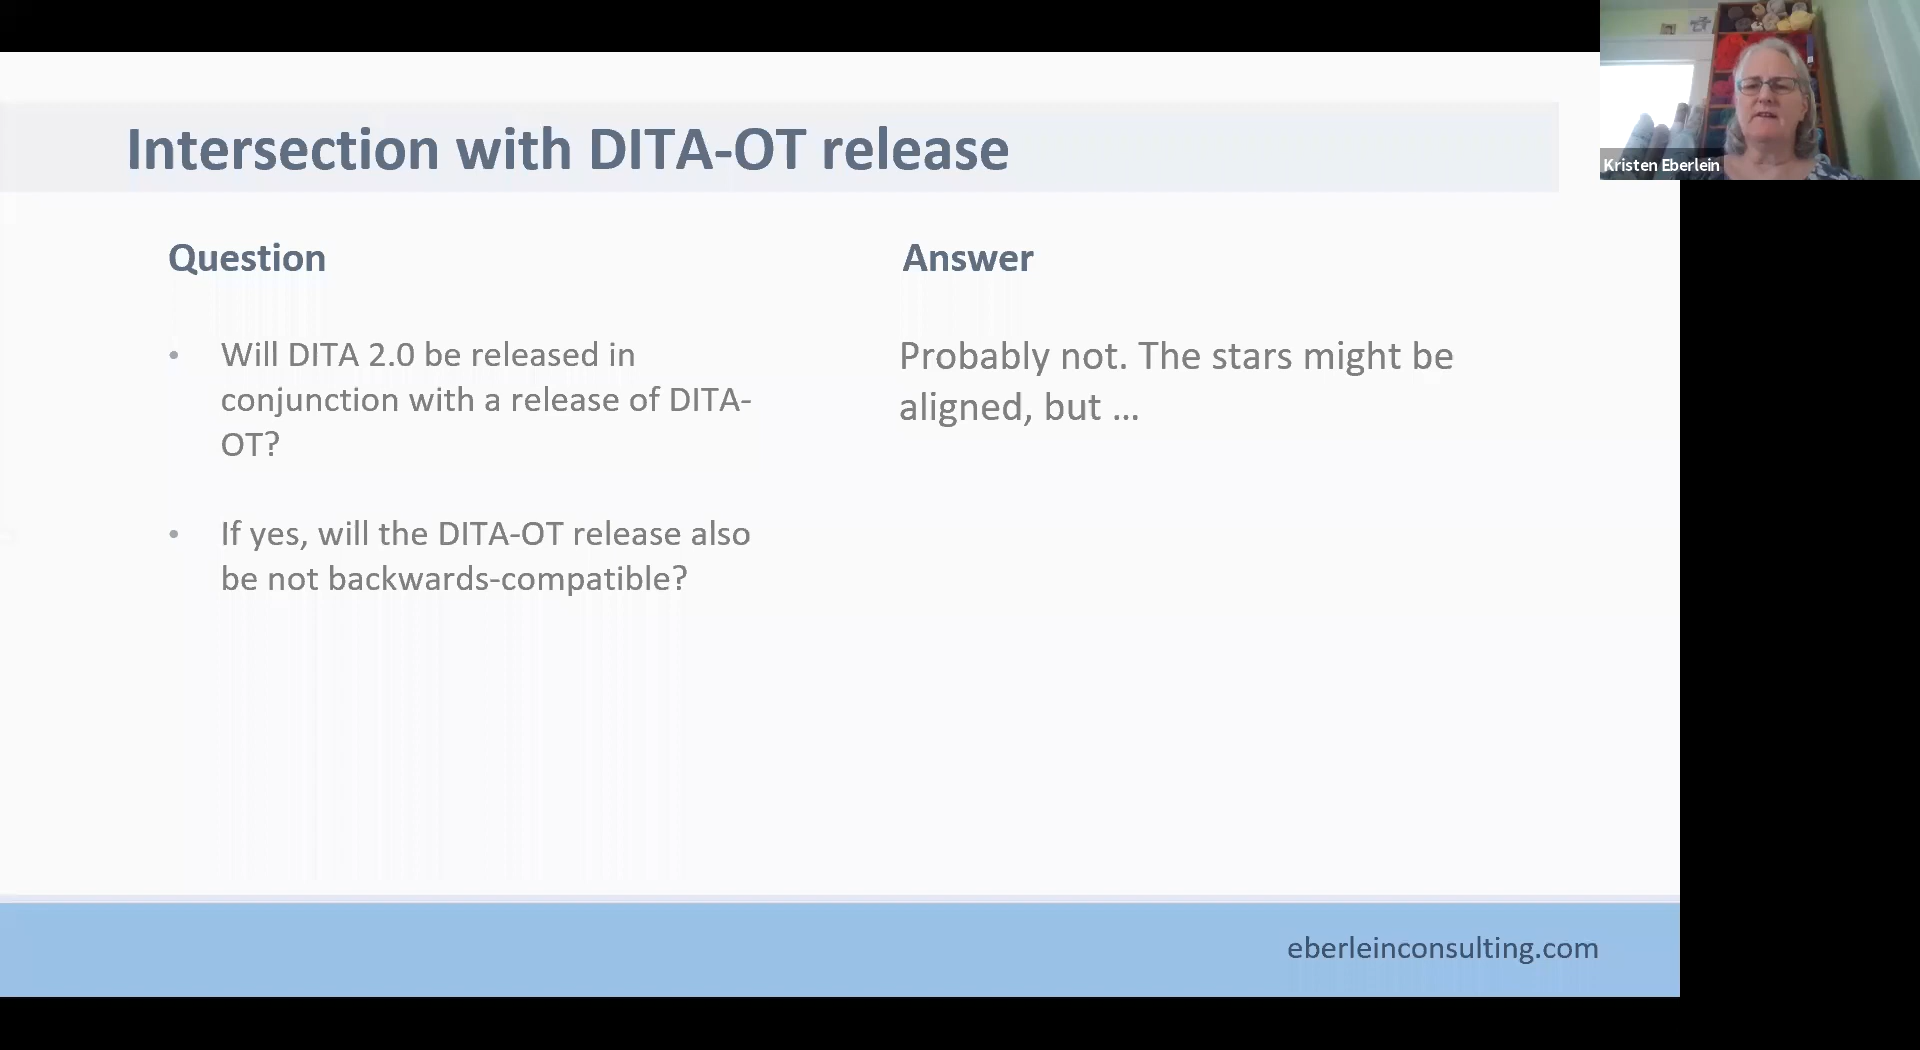 Intersection with DITA-OT release
Kristen Eberlein
Question
• Will DITA 2.0 be released in
conjunction with a release of DITA-
OT?
• If yes, will the DITA-OT release also
be not backwards-compatible?
Answer
Probably not. The stars might be
aligned, but ...
eberleinconsulting.com